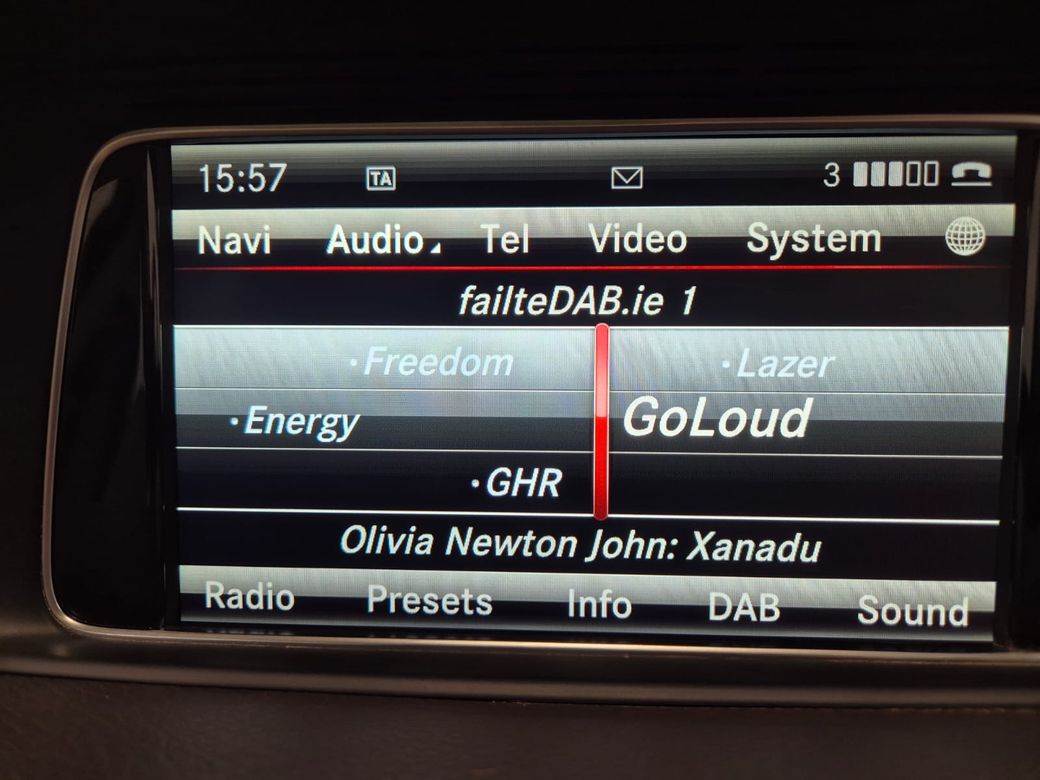 15:57 TA 3
Navi Audio Tel Video System
failteDAB.ie 1
·Freedom ·Lazer
·Energy GoLoud
·GHR
Olivia Newton John: Xanadu
Radio Presets Info DAB Sound